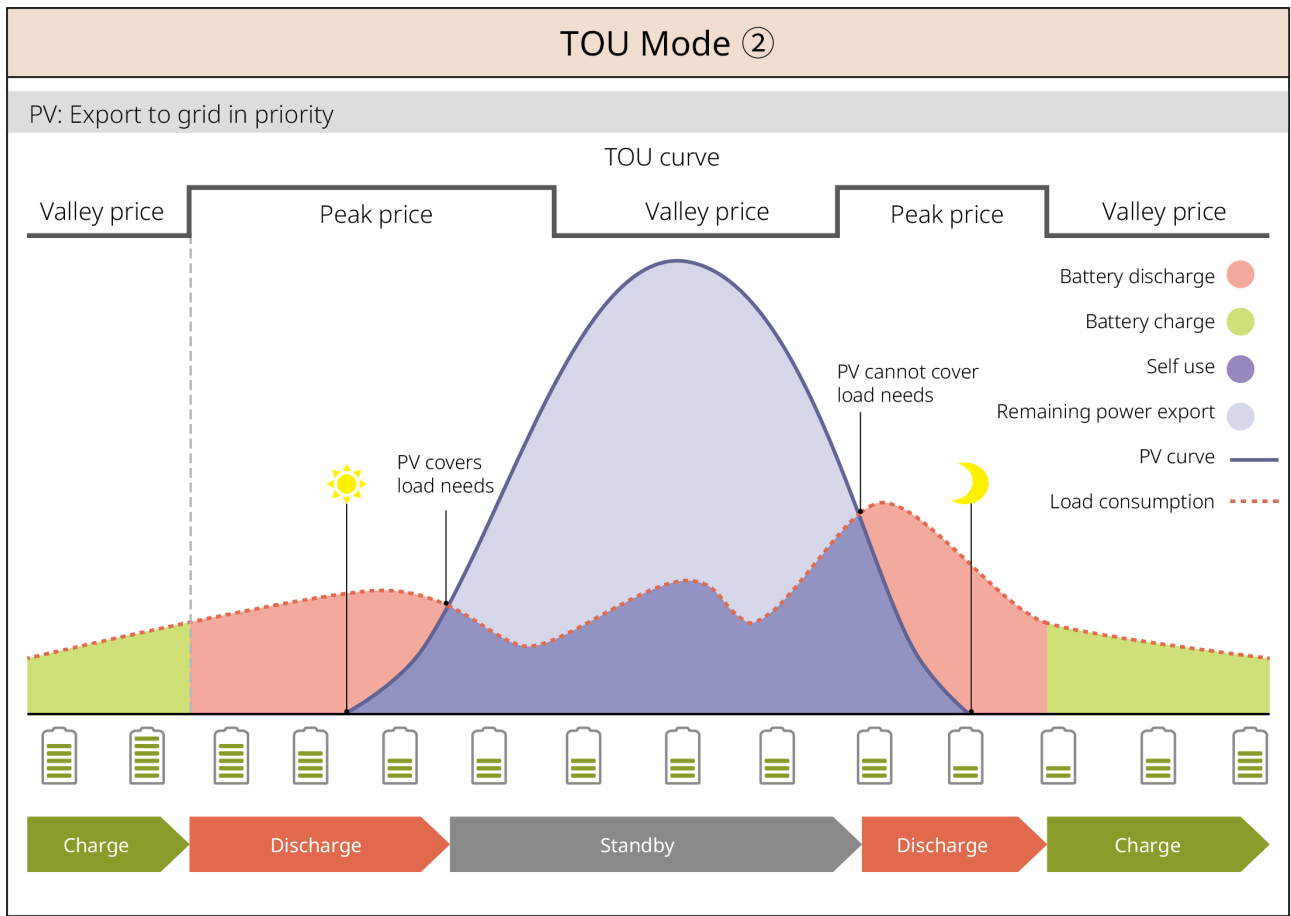 TOU Mode ②
PV: Export to grid in priority
TOU curve
Valley price
Peak price
Valley price
Peak price
Valley price
Battery discharge
Battery charge
Self use
Remaining power export
PV curve
Load consumption
PV cannot cover
load needs
PV covers
load needs
Charge
Discharge
Standby
Discharge
Charge